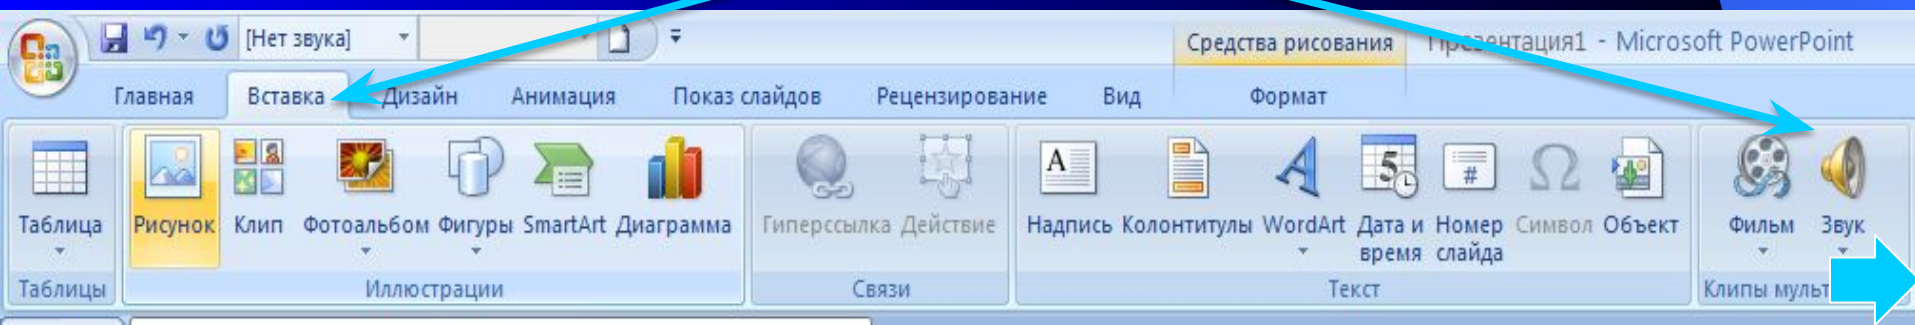 [Нет звука] Средства рисования Презентация1 - Microsoft PowerPoint
Главная Вставка Дизайн Анимация Показ слайдов Рецензирование Вид Формат
A 5 #  Ω
Таблица Рисунок Клип Фотоальбом Фигуры SmartArt Диаграмма Гиперссылка Действие Надпись Колонтитулы WordArt Дата и Номер Символ Объект Фильм Звук
время слайда
Таблицы Иллюстрации Связи Текст Клипы